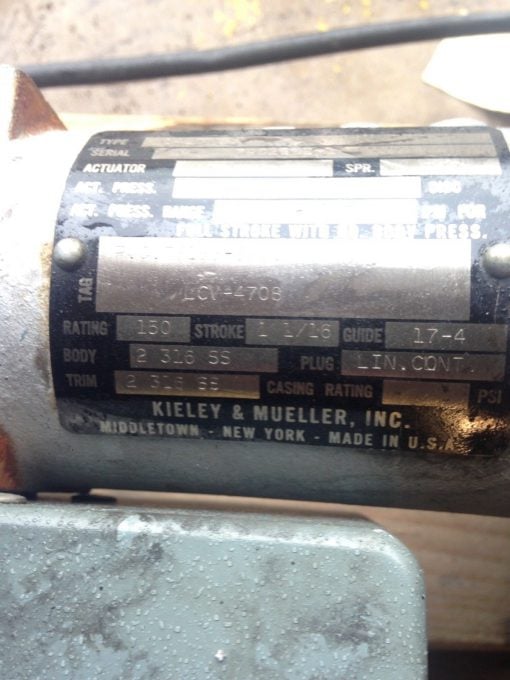 TYPE
SERIAL
ACTUATOR SPR.
ACT. PRESS.
PRESS.
FULL STROKE WITH NO. BODY PRESS.
TAG LCV-4708
RATING 150 STROKE 1 1/16 GUIDE 17-4
BODY 2 316 SS PLUG LIN.CONT.
TRIM 2 316 SS CASING RATING PSI
KIELEY & MUELLER, INC.
MIDDLETOWN - NEW YORK - MADE IN U.S.A.